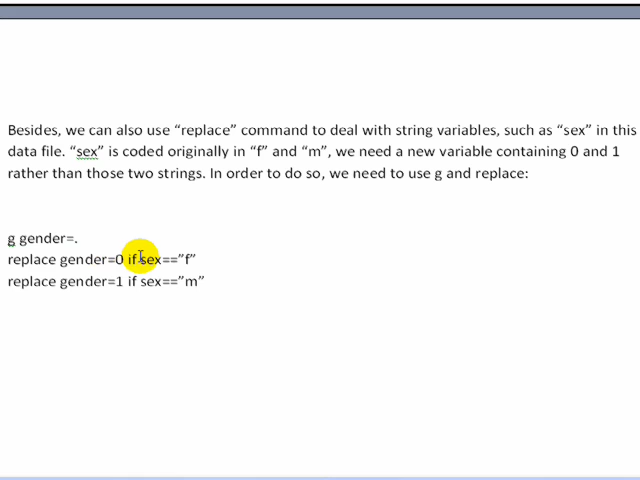 Besides, we can also use “replace” command to deal with string variables, such as “sex” in this
data file. “sex” is coded originally in “f” and “m”, we need a new variable containing 0 and 1
rather than those two strings. In order to do so, we need to use g and replace:
g gender=.
replace gender=0 if sex==”f”
replace gender=1 if sex==”m”